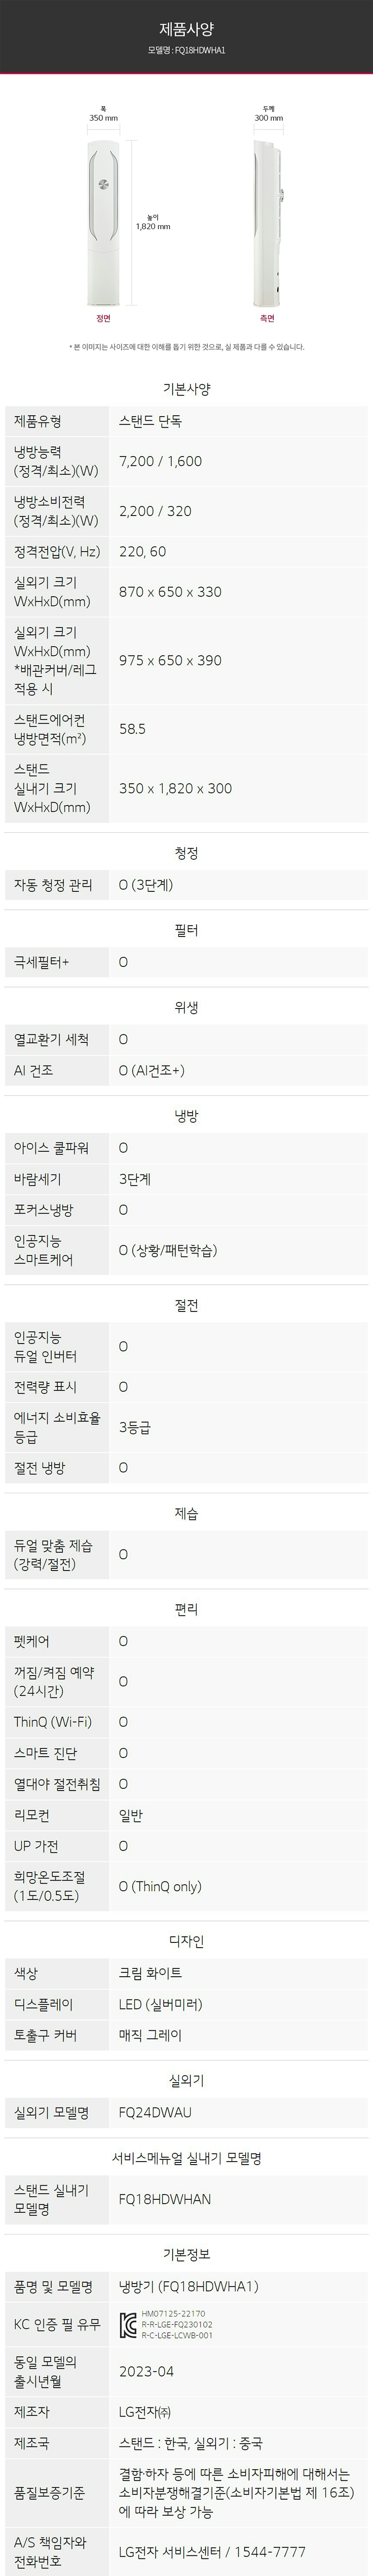 제품사양
모델명 : FQ18HDWHA1
폭
350 mm
두께
300 mm
높이
1,820 mm
정면
측면
* 본 이미지는 사이즈에 대한 이해를 돕기 위한 것으로, 실 제품과 다를 수 있습니다.
기본사양
제품유형
스탠드 단독
냉방능력
(정격/최소)(W)
7,200 / 1,600
냉방소비전력
(정격/최소)(W)
2,200 / 320
정격전압(V, Hz)
220, 60
실외기 크기
WxHxD(mm)
870 x 650 x 330
실외기 크기
WxHxD(mm)
*배관커버/레그
적용 시
975 x 650 x 390
스탠드에어컨
냉방면적(m²)
58.5
스탠드
실내기 크기
WxHxD(mm)
350 x 1,820 x 300
청정
자동 청정 관리
O (3단계)
필터
극세필터+
O
위생
열교환기 세척
O
AI 건조
O (AI건조+)
냉방
아이스 쿨파워
O
바람세기
3단계
포커스냉방
O
인공지능
스마트케어
O (상황/패턴학습)
절전
인공지능
듀얼 인버터
O
전력량 표시
O
에너지 소비효율
등급
3등급
절전 냉방
O
제습
듀얼 맞춤 제습
(강력/절전)
O
편리
펫케어
O
꺼짐/켜짐 예약
(24시간)
O
ThinQ (Wi-Fi)
O
스마트 진단
O
열대야 절전취침
O
리모컨
일반
UP 가전
O
희망온도조절
(1도/0.5도)
O (ThinQ only)
디자인
색상
크림 화이트
디스플레이
LED (실버미러)
토출구 커버
매직 그레이
실외기
실외기 모델명
FQ24DWAU
서비스메뉴얼 실내기 모델명
스탠드 실내기
모델명
FQ18HDWHAN
기본정보
품명 및 모델명
냉방기 (FQ18HDWHA1)
KC 인증 필 유무
HM07125-22170
R-R-LGE-FQ230102
R-C-LGE-LCWB-001
동일 모델의
출시년월
2023-04
제조자
LG전자㈜
제조국
스탠드 : 한국, 실외기 : 중국
품질보증기준
결함·하자 등에 따른 소비자피해에 대해서는
소비자분쟁해결기준(소비자기본법 제 16조)
에 따라 보상 가능
A/S 책임자와
전화번호
LG전자 서비스센터 / 1544-7777